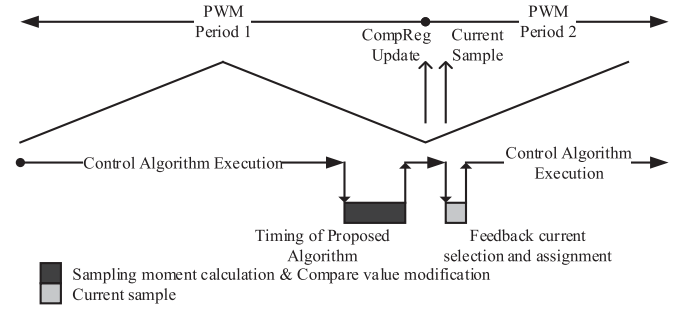 PWM
Period 1
PWM
Period 2
CompReg
Update
Current
Sample
Control Algorithm Execution
Control Algorithm
Execution
Timing of Proposed
Algorithm
Feedback current
selection and assignment
Sampling moment calculation & Compare value modification
Current sample